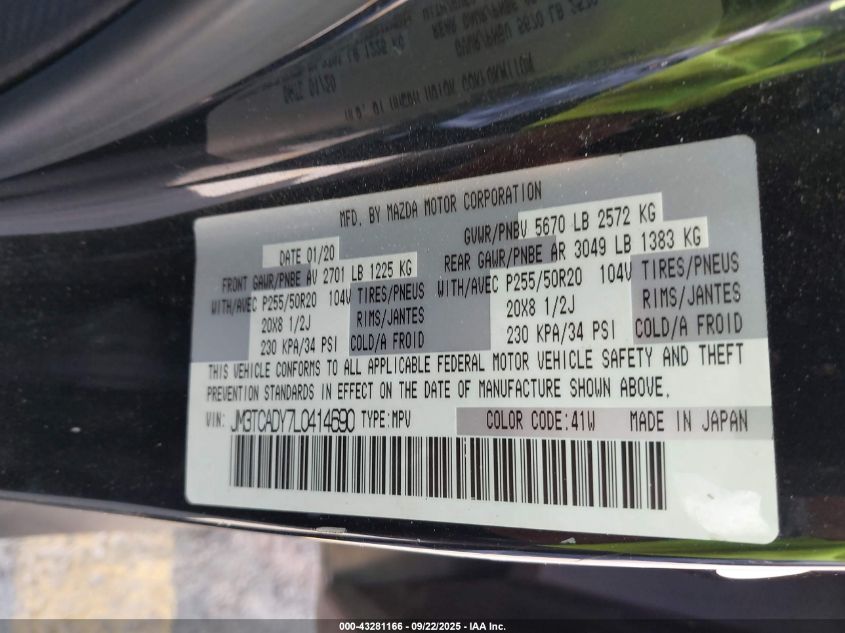 MFD. BY MAZDA MOTOR CORPORATION
DATE 01/20 GVWR/PNBV 5670 LB 2572 KG
FRONT GAWR/PNBE AV 2701 LB 1225 KG REAR GAWR/PNBE AR 3049 LB 1383 KG
WITH/AVEC P255/50R20 104V TIRES/PNEUS WITH/AVEC P255/50R20 104V TIRES/PNEUS
20X8 1/2J RIMS/JANTES 20X8 1/2J RIMS/JANTES
230 KPA/34 PSI COLD/A FROID 230 KPA/34 PSI COLD/A FROID
THIS VEHICLE CONFORMS TO ALL APPLICABLE FEDERAL MOTOR VEHICLE SAFETY AND THEFT
PREVENTION STANDARDS IN EFFECT ON THE DATE OF MANUFACTURE SHOWN ABOVE.
VIN: JM3TCADY7L0414690 TYPE:MPV COLOR CODE:41W MADE IN JAPAN
000-43281166 - 09/22/2025 - IAA Inc.